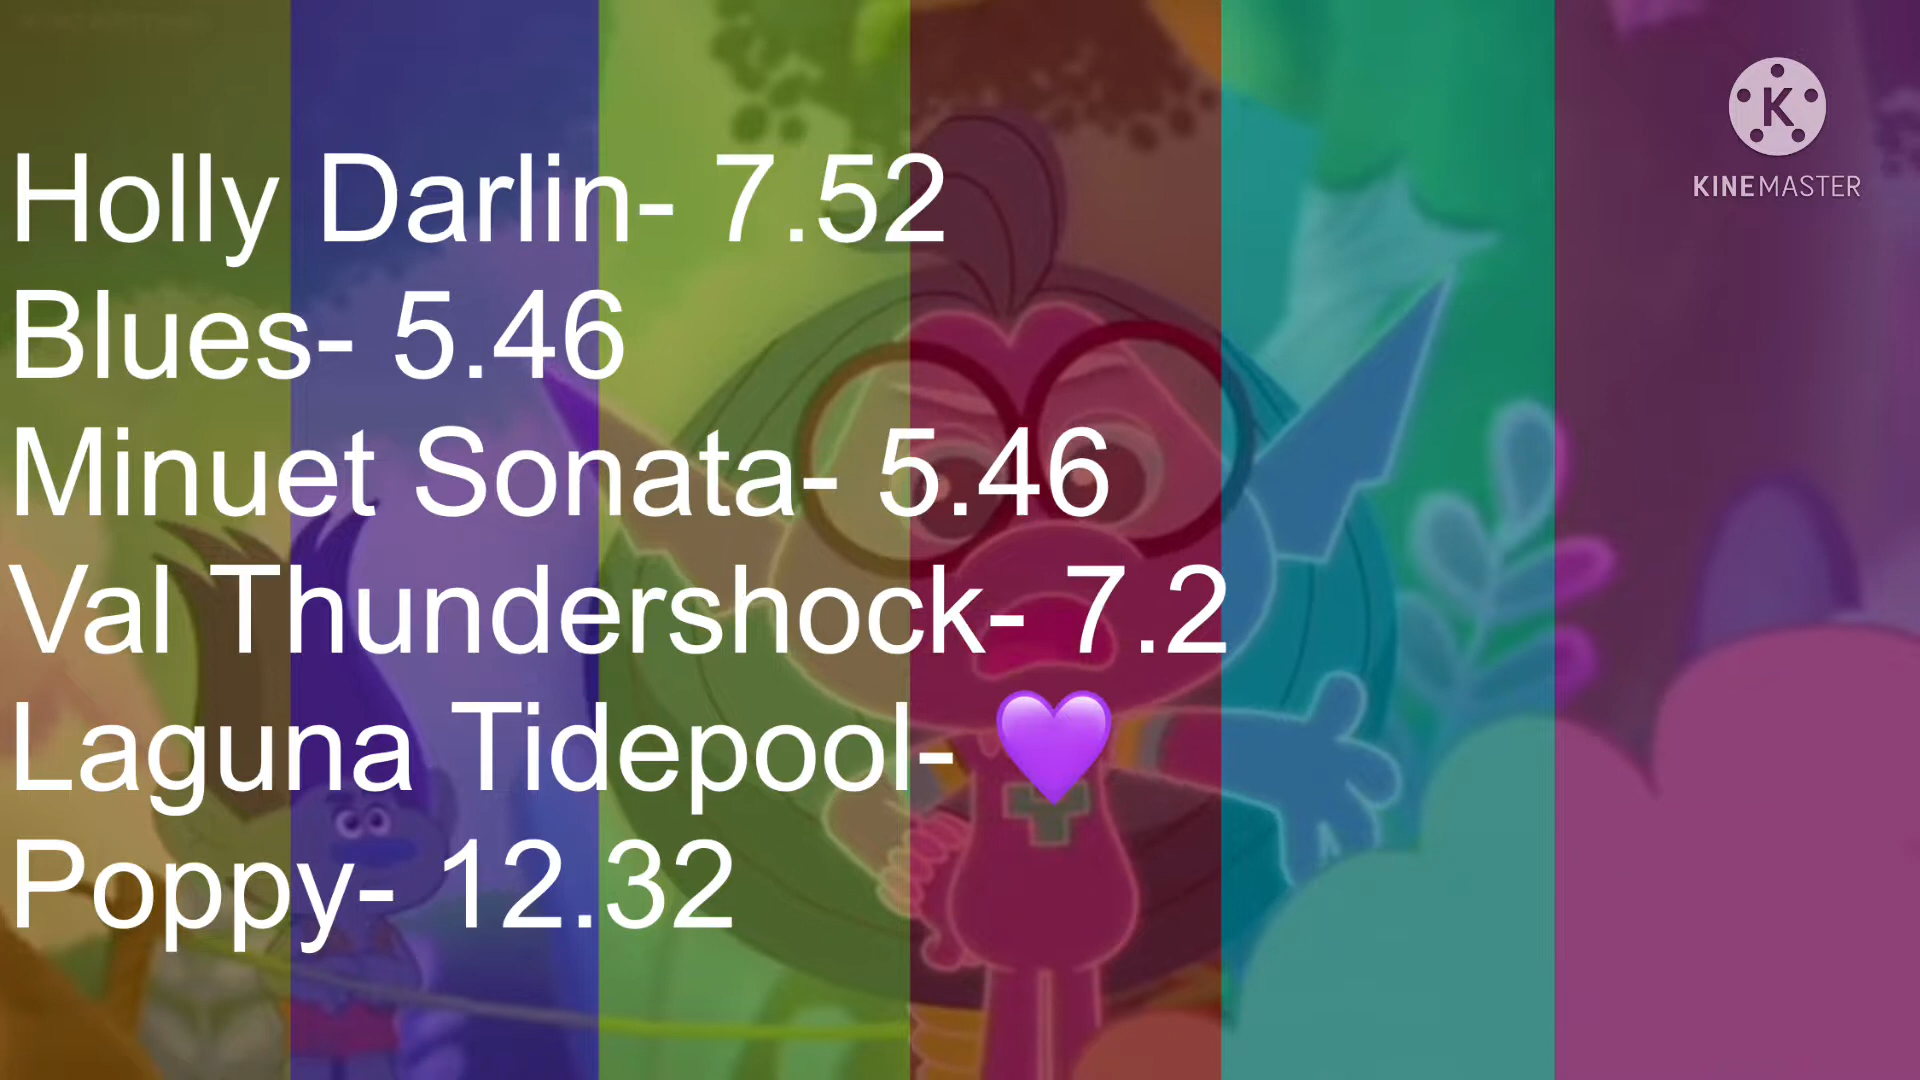 Holly Darlin- 7.52
Blues- 5.46
Minuet Sonata- 5.46
Val Thundershock- 7.2
Laguna Tidepool- 💜
Poppy- 12.32
K
KINEMASTER